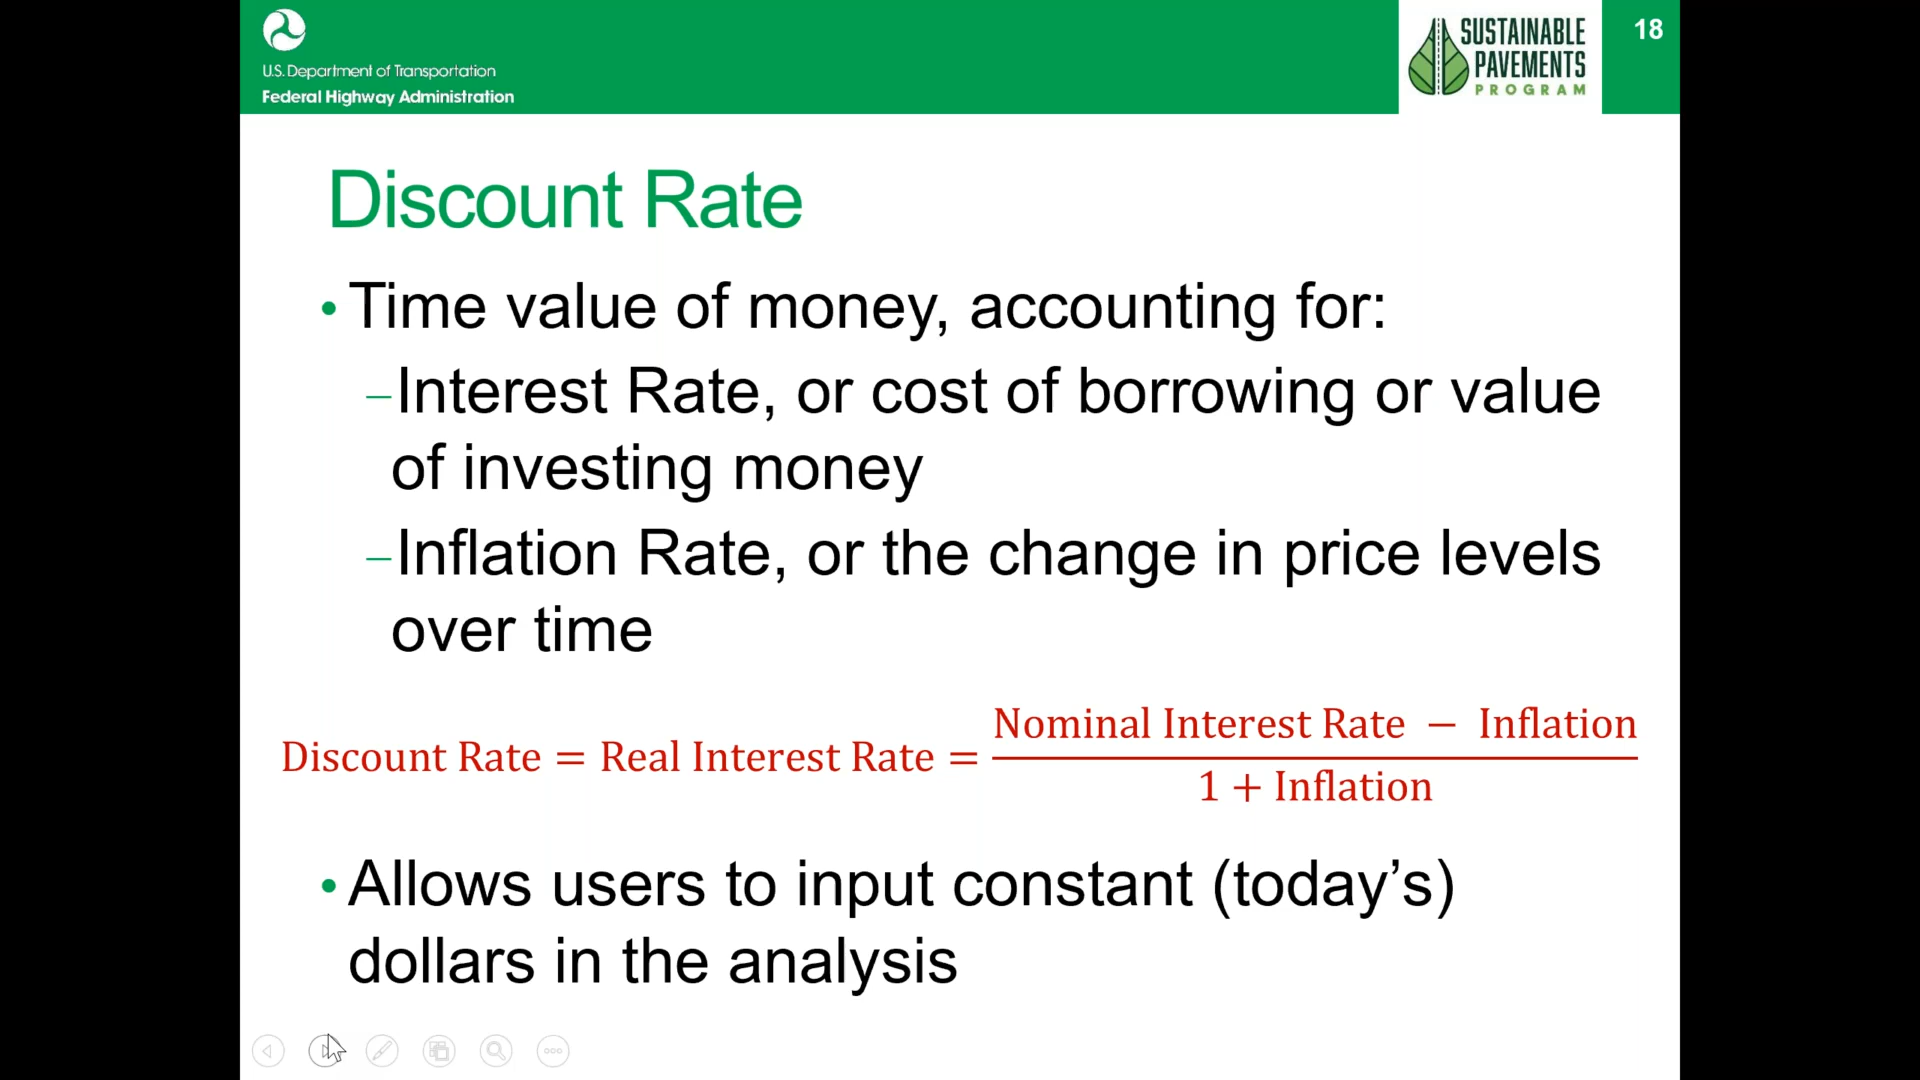 U.S. Department of Transportation
Federal Highway Administration
SUSTAINABLE
PAVEMENTS
PROGRAM
18
Discount Rate
• Time value of money, accounting for:
–Interest Rate, or cost of borrowing or value
of investing money
–Inflation Rate, or the change in price levels
over time
Discount Rate = Real Interest Rate = (Nominal Interest Rate − Inflation) / (1 + Inflation)
• Allows users to input constant (today’s)
dollars in the analysis